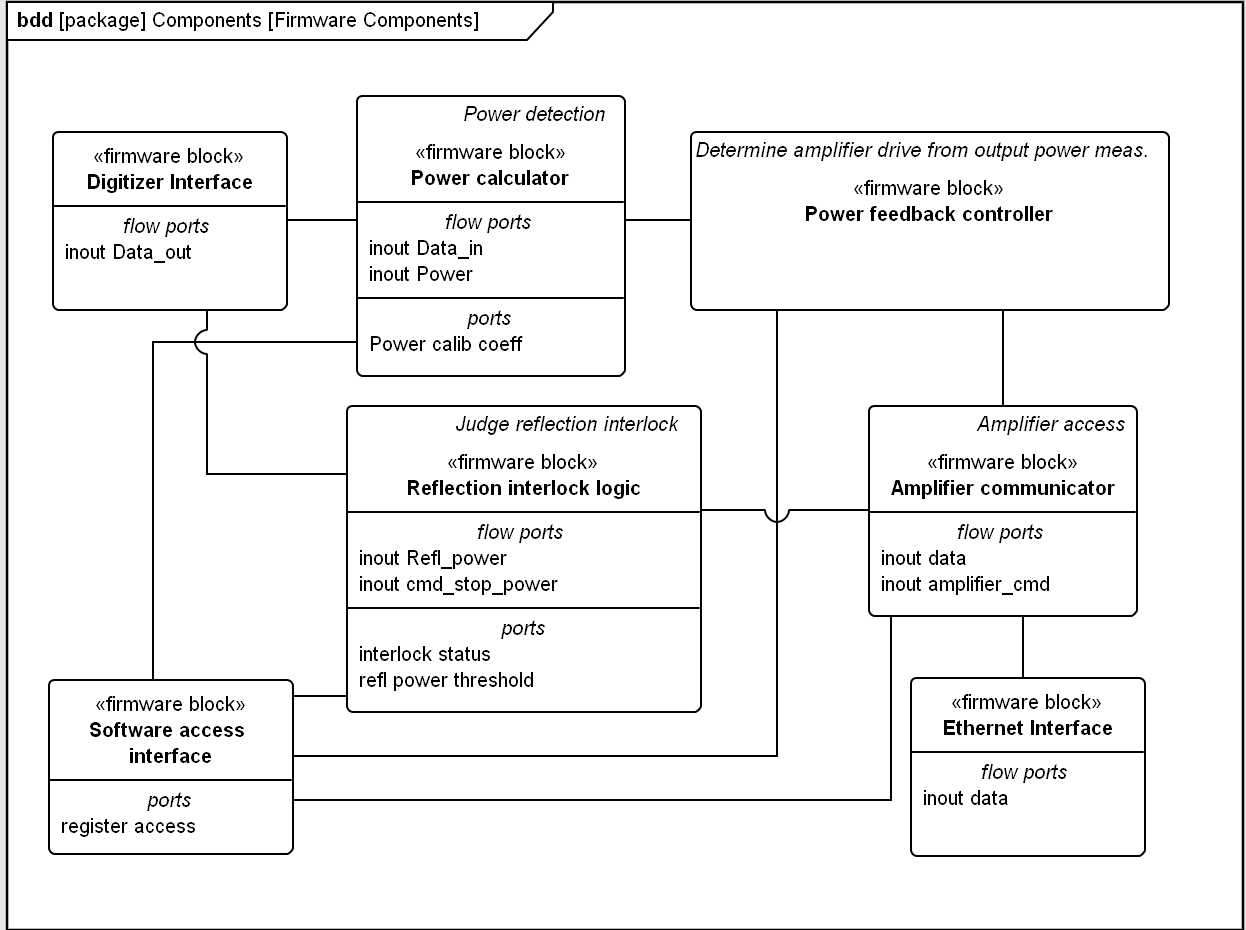 bdd [package] Components [Firmware Components]
«firmware block»
Digitizer Interface
flow ports
inout Data_out
Power detection
«firmware block»
Power calculator
flow ports
inout Data_in
inout Power
ports
Power calib coeff
Determine amplifier drive from output power meas.
«firmware block»
Power feedback controller
Judge reflection interlock
«firmware block»
Reflection interlock logic
flow ports
inout Refl_power
inout cmd_stop_power
ports
interlock status
refl power threshold
Amplifier access
«firmware block»
Amplifier communicator
flow ports
inout data
inout amplifier_cmd
«firmware block»
Software access
interface
ports
register access
«firmware block»
Ethernet Interface
flow ports
inout data